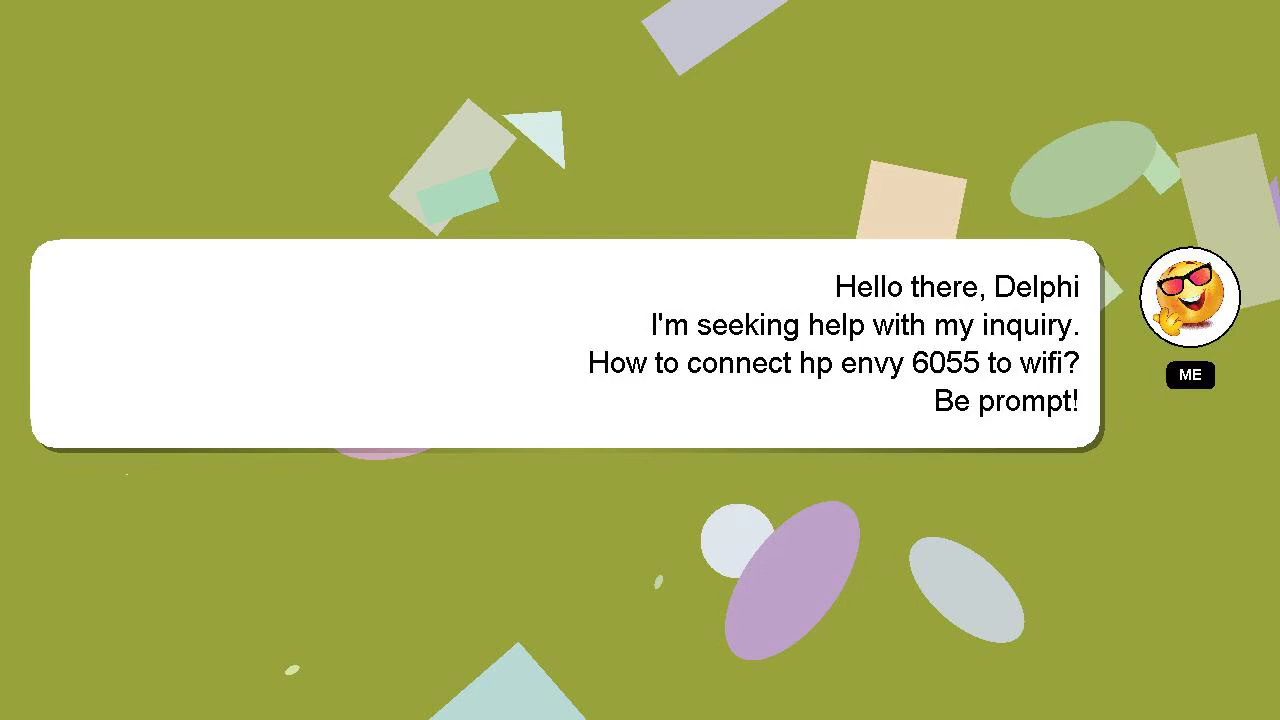 Hello there, Delphi
I'm seeking help with my inquiry.
How to connect hp envy 6055 to wifi?
Be prompt!
ME